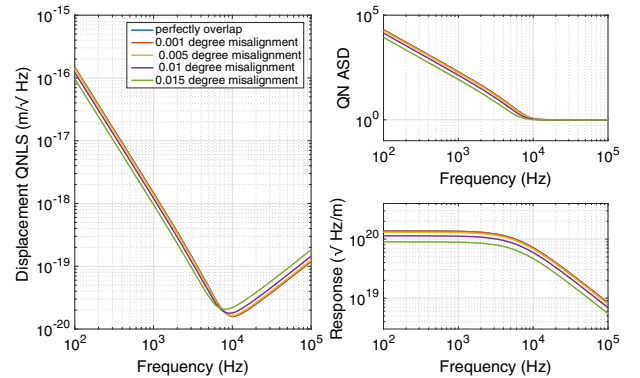 10^-15
10^-16
10^-17
10^-18
10^-19
10^-20
Displacement QNLS (m/√ Hz)
perfectly overlap
0.001 degree misalignment
0.005 degree misalignment
0.01 degree misalignment
0.015 degree misalignment
10^2 10^3 10^4 10^5
Frequency (Hz)
10^5
10^0
QN ASD
10^2 10^3 10^4 10^5
Frequency (Hz)
10^20
10^19
Response (√ Hz/m)
10^2 10^3 10^4 10^5
Frequency (Hz)